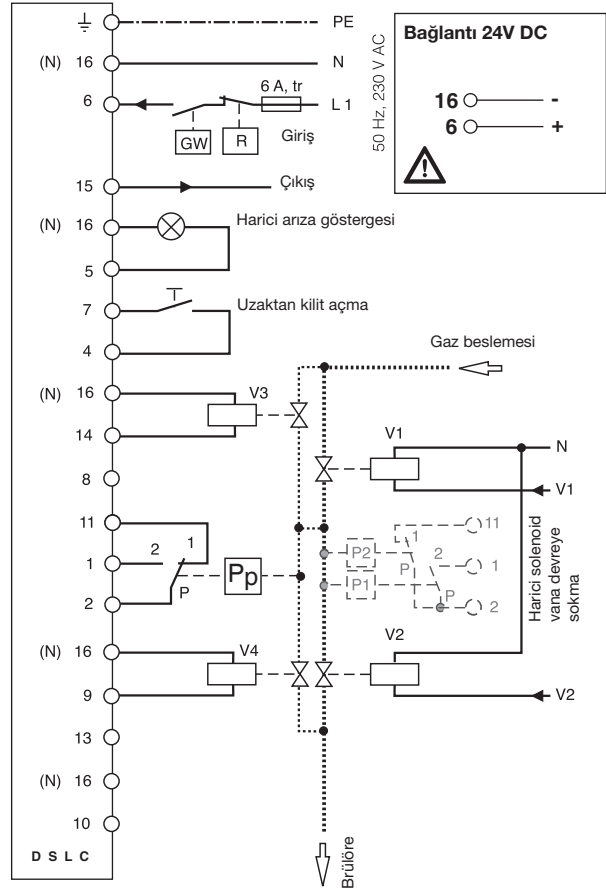 PE
(N) 16 N
6 6 A, tr L 1
GW R Giriş
50 Hz, 230 V AC
Bağlantı 24V DC
16 -
6 +
15 Çıkış
(N) 16 Harici arıza göstergesi
5
7 Uzaktan kilit açma
4
Gaz beslemesi
(N) 16 V3
14
V1 N
V1
8
11
1 2 1
2 P
Pp
P2 1 11
P1 P 2 1
P 2
Harici solenoid
vana devreye
sokma
(N) 16 V4 V2
9 V2
13
(N) 16
10
Brülöre
D S L C